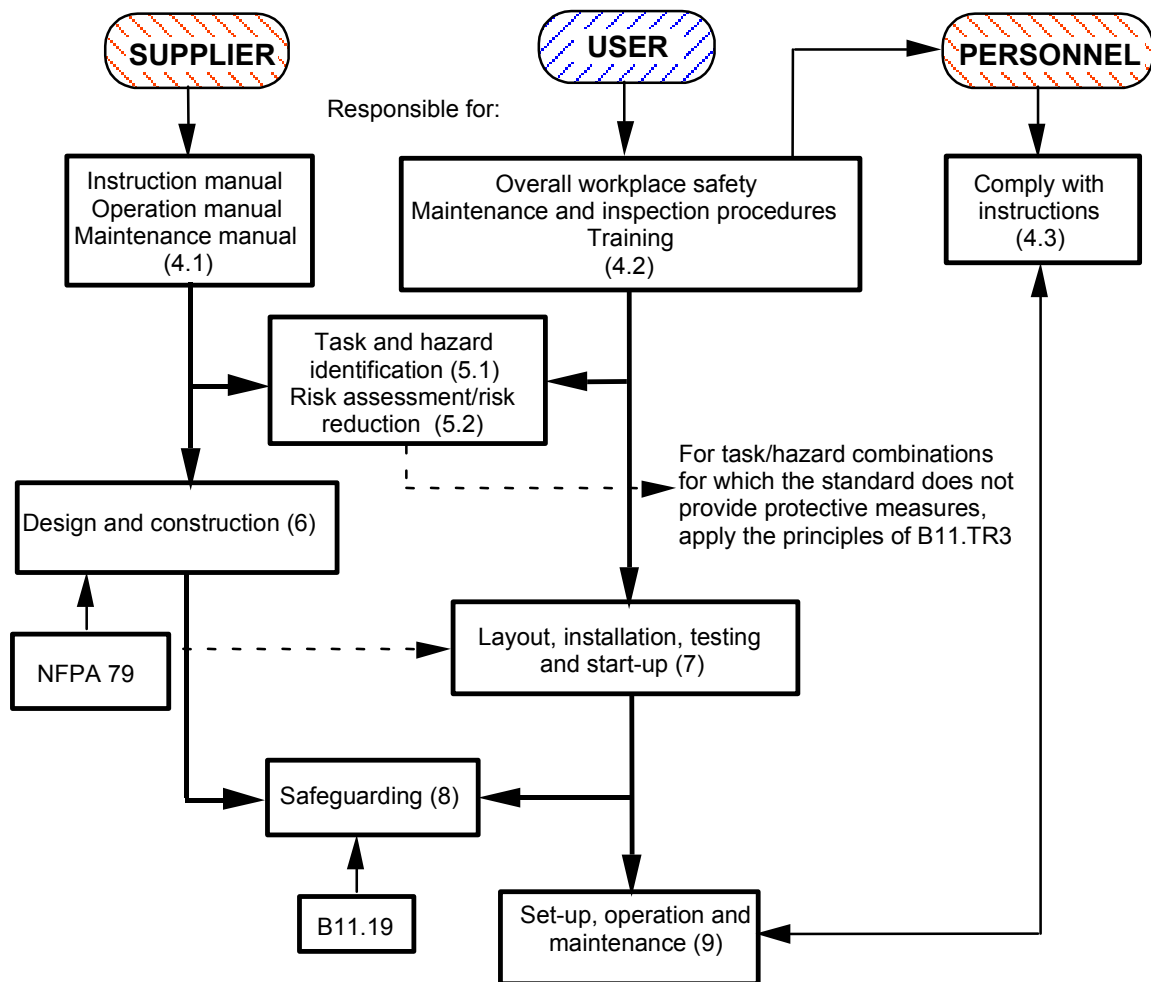 SUPPLIER
USER
PERSONNEL
Responsible for:
Instruction manual
Operation manual
Maintenance manual
(4.1)
Overall workplace safety
Maintenance and inspection procedures
Training
(4.2)
Comply with
instructions
(4.3)
Task and hazard
identification (5.1)
Risk assessment/risk
reduction (5.2)
For task/hazard combinations
for which the standard does not
provide protective measures,
apply the principles of B11.TR3
Design and construction (6)
NFPA 79
Layout, installation, testing
and start-up (7)
Safeguarding (8)
B11.19
Set-up, operation and
maintenance (9)